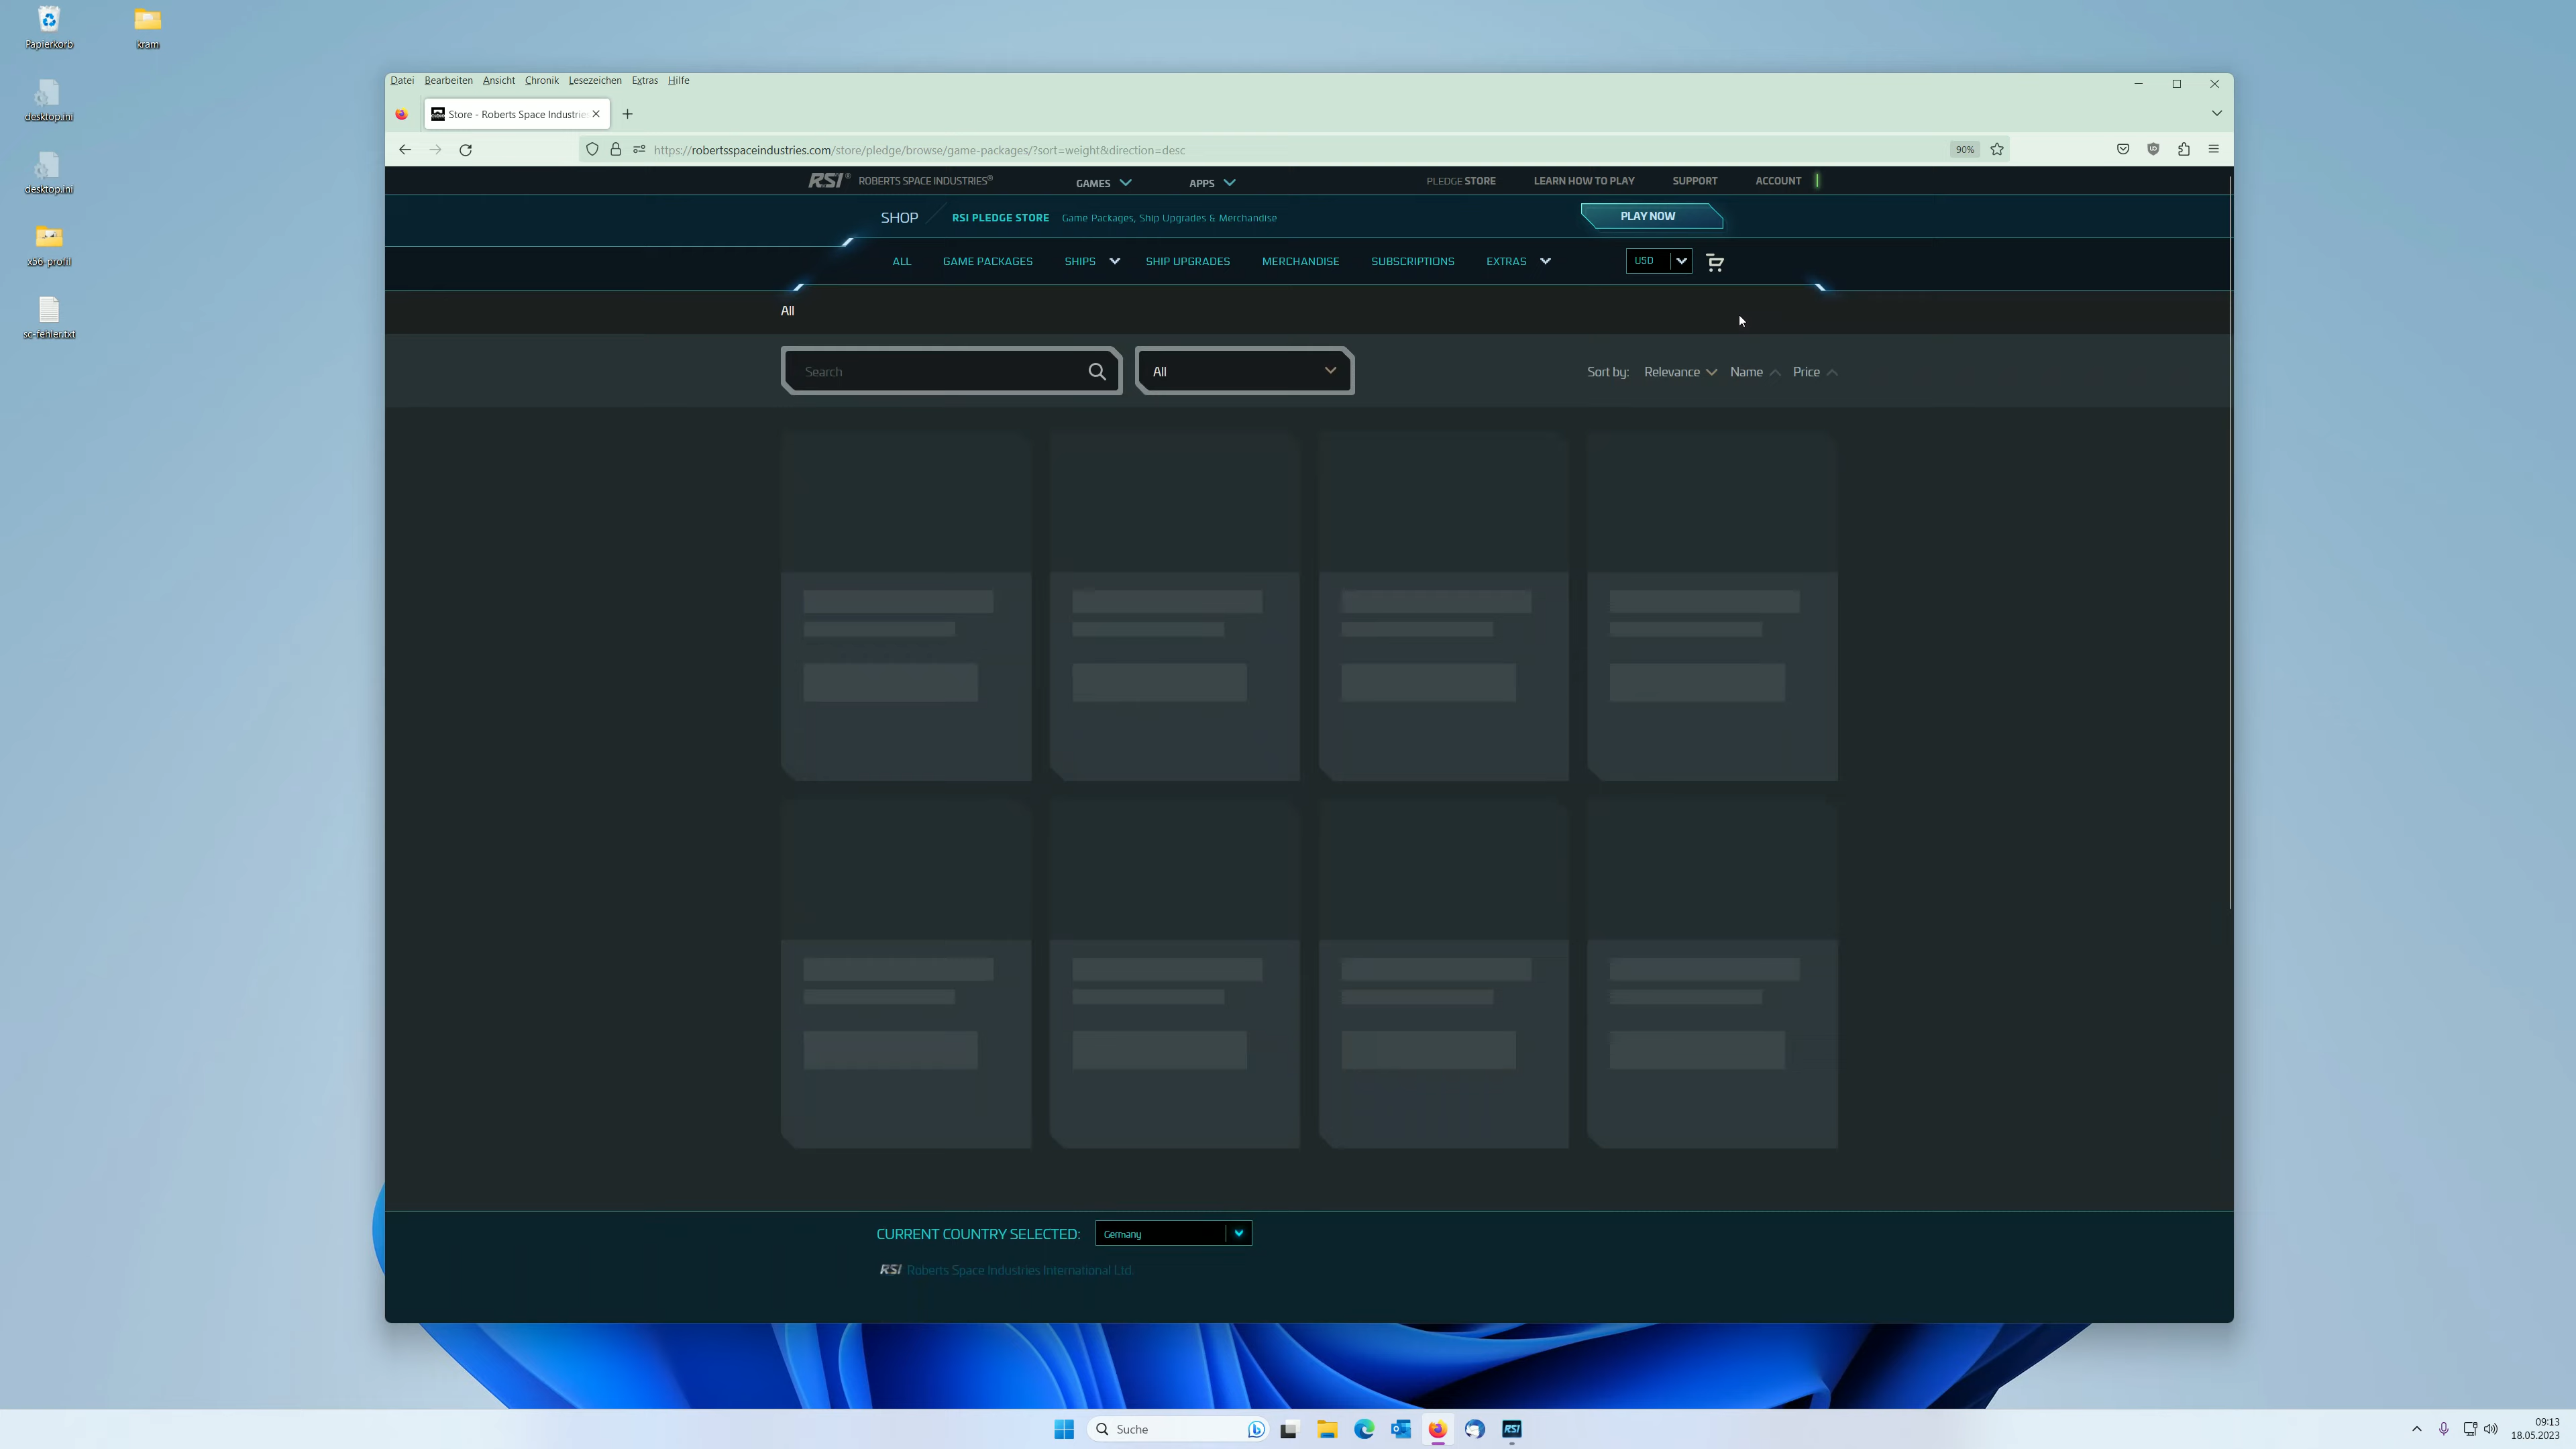 Papierkorb
kram
desktop.ini
desktop.ini
x56-profil
sc-fehler.txt
Datei Bearbeiten Ansicht Chronik Lesezeichen Extras Hilfe
Store - Roberts Space Industries
https://robertsspaceindustries.com/store/pledge/browse/game-packages/?sort=weight&direction=desc
90%
RSI® ROBERTS SPACE INDUSTRIES® GAMES APPS PLEDGE STORE LEARN HOW TO PLAY SUPPORT ACCOUNT
SHOP RSI PLEDGE STORE Game Packages, Ship Upgrades & Merchandise PLAY NOW
ALL GAME PACKAGES SHIPS SHIP UPGRADES MERCHANDISE SUBSCRIPTIONS EXTRAS USD
All
Search All Sort by: Relevance Name Price
CURRENT COUNTRY SELECTED: Germany
RSI Roberts Space Industries International Ltd.
Suche
RSI
09:13
18.05.2023